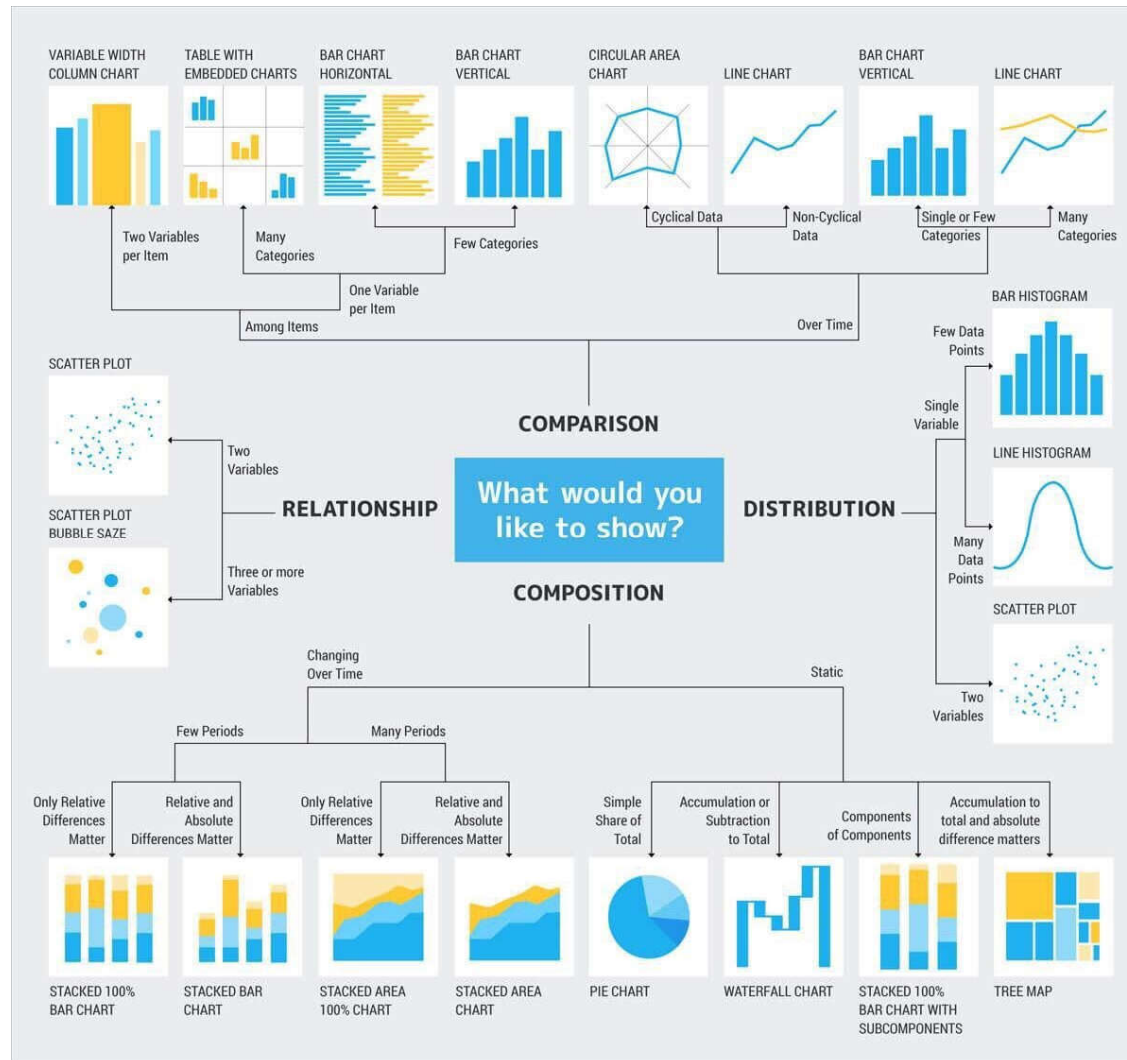 VARIABLE WIDTH
COLUMN CHART
TABLE WITH
EMBEDDED CHARTS
BAR CHART
HORIZONTAL
BAR CHART
VERTICAL
CIRCULAR AREA
CHART
LINE CHART
BAR CHART
VERTICAL
LINE CHART
Two Variables
per Item
Many
Categories
Few Categories
Cyclical Data
Non-Cyclical
Data
Single or Few
Categories
Many
Categories
One Variable
per Item
Among Items
Over Time
COMPARISON
What would you
like to show?
RELATIONSHIP
SCATTER PLOT
Two
Variables
SCATTER PLOT
BUBBLE SAZE
Three or more
Variables
DISTRIBUTION
BAR HISTOGRAM
Few Data
Points
Single
Variable
LINE HISTOGRAM
Many
Data
Points
SCATTER PLOT
Two
Variables
COMPOSITION
Changing
Over Time
Static
Few Periods
Many Periods
Only Relative
Differences
Matter
Relative and
Absolute
Differences Matter
Only Relative
Differences
Matter
Relative and
Absolute
Differences Matter
Simple
Share of
Total
Accumulation or
Subtraction
to Total
Components
of Components
Accumulation to
total and absolute
difference matters
STACKED 100%
BAR CHART
STACKED BAR
CHART
STACKED AREA
100% CHART
STACKED AREA
CHART
PIE CHART
WATERFALL CHART
STACKED 100%
BAR CHART WITH
SUBCOMPONENTS
TREE MAP